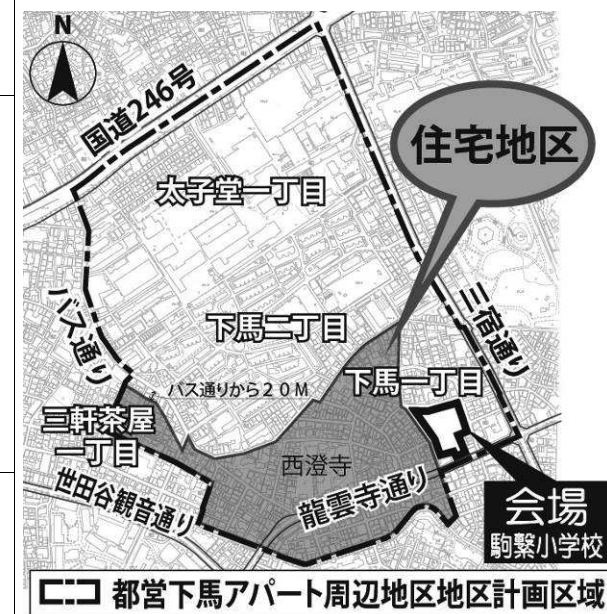 N
国道246号
住宅地区
太子堂一丁目
三宿通り
バス通り
下馬二丁目
下馬一丁目
バス通りから20M
三軒茶屋
一丁目
西澄寺
世田谷観音通り
龍雲寺通り
会場
駒繋小学校
都営下馬アパート周辺地区地区計画区域